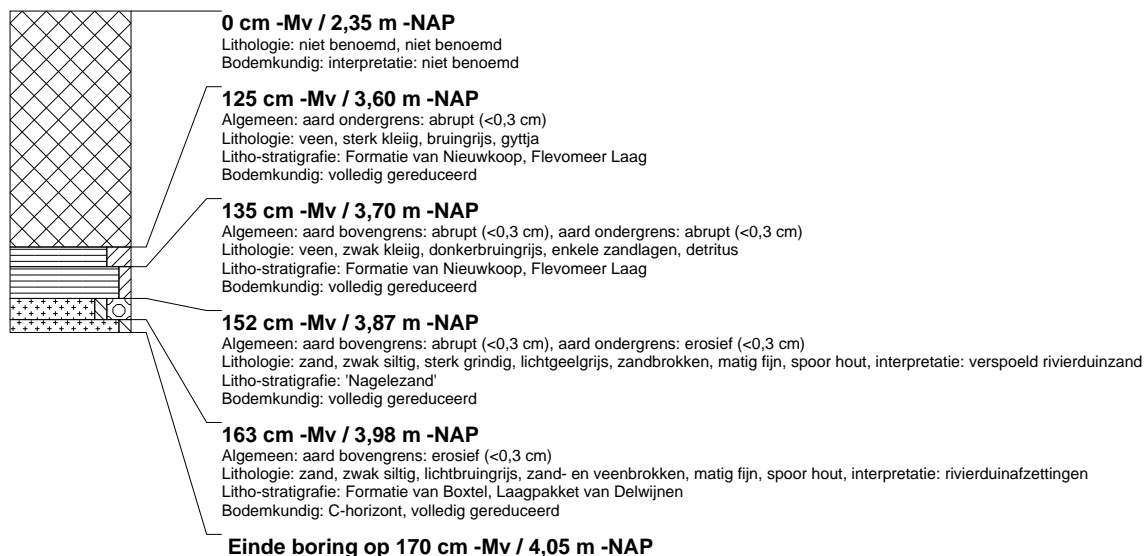 0 cm -Mv / 2,35 m -NAP
Lithologie: niet benoemd, niet benoemd
Bodemkundig: interpretatie: niet benoemd
125 cm -Mv / 3,60 m -NAP
Algemeen: aard ondergrens: abrupt (<0,3 cm)
Lithologie: veen, sterk kleiig, bruingrijs, gyttja
Litho-stratigrafie: Formatie van Nieuwkoop, Flevomeer Laag
Bodemkundig: volledig gereduceerd
135 cm -Mv / 3,70 m -NAP
Algemeen: aard bovengrens: abrupt (<0,3 cm), aard ondergrens: abrupt (<0,3 cm)
Lithologie: veen, zwak kleiig, donkerbruingrijs, enkele zandlagen, detritus
Litho-stratigrafie: Formatie van Nieuwkoop, Flevomeer Laag
Bodemkundig: volledig gereduceerd
152 cm -Mv / 3,87 m -NAP
Algemeen: aard bovengrens: abrupt (<0,3 cm), aard ondergrens: erosief (<0,3 cm)
Lithologie: zand, zwak siltig, sterk grindig, lichtgeelgrijs, zandbrokken, matig fijn, spoor hout, interpretatie: verspoeld rivierduinzand
Litho-stratigrafie: 'Nagelezand'
Bodemkundig: volledig gereduceerd
163 cm -Mv / 3,98 m -NAP
Algemeen: aard bovengrens: erosief (<0,3 cm)
Lithologie: zand, zwak siltig, lichtbruingrijs, zand- en veenbrokken, matig fijn, spoor hout, interpretatie: rivierduinafzettingen
Litho-stratigrafie: Formatie van Boxtel, Laagpakket van Delwijnen
Bodemkundig: C-horizont, volledig gereduceerd
Einde boring op 170 cm -Mv / 4,05 m -NAP